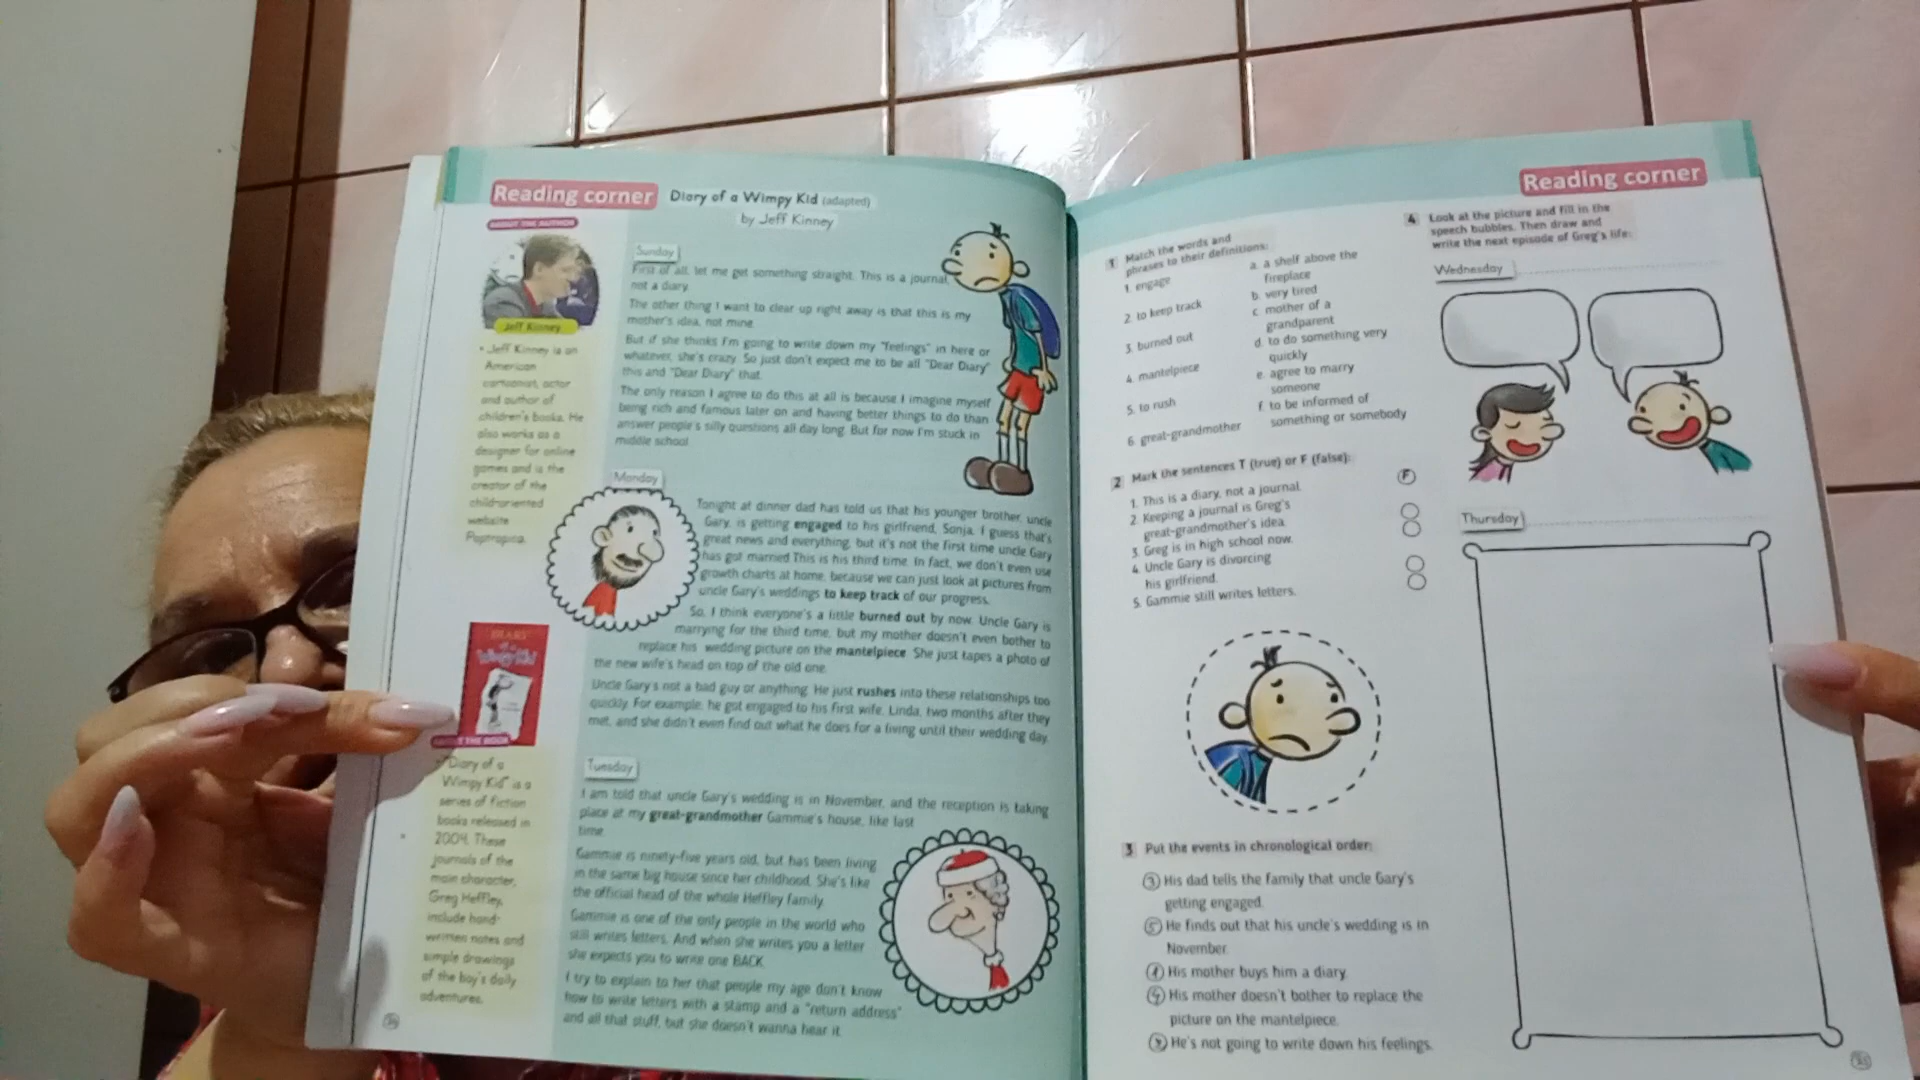 Reading corner
Diary of a Wimpy Kid (adapted)
by Jeff Kinney
ABOUT THE AUTHOR
Jeff Kinney
• Jeff Kinney is an
American
cartoonist, actor
and author of
children's books. He
also works as a
designer for online
games and is the
creator of the
child-oriented
website
Poptropica.
DIARY
of a
Wimpy Kid
ABOUT THE BOOK
• "Diary of a
Wimpy Kid" is a
series of fiction
books released in
2004. These
journals of the
main character,
Greg Heffley,
include hand-
written notes and
simple drawings
of the boy's daily
adventures.
Sunday
First of all, let me get something straight. This is a journal,
not a diary.
The other thing I want to clear up right away is that this is my
mother's idea, not mine.
But if she thinks I'm going to write down my "feelings" in here or
whatever, she's crazy. So just don't expect me to be all "Dear Diary"
this and "Dear Diary" that.
The only reason I agree to do this at all is because I imagine myself
being rich and famous later on and having better things to do than
answer people's silly questions all day long. But for now I'm stuck in
middle school.
Monday
Tonight at dinner dad has told us that his younger brother, uncle
Gary, is getting engaged to his girlfriend, Sonja. I guess that's
great news and everything, but it's not the first time uncle Gary
has got married. This is his third time. In fact, we don't even use
growth charts at home, because we can just look at pictures from
uncle Gary's weddings to keep track of our progress.
So, I think everyone's a little burned out by now. Uncle Gary is
marrying for the third time, but my mother doesn't even bother to
replace his wedding picture on the mantelpiece. She just tapes a photo of
the new wife's head on top of the old one.
Uncle Gary's not a bad guy or anything. He just rushes into these relationships too
quickly. For example, he got engaged to his first wife, Linda, two months after they
met, and she didn't even find out what he does for a living until their wedding day.
Tuesday
I am told that uncle Gary's wedding is in November, and the reception is taking
place at my great-grandmother Gammie's house, like last
time.
Gammie is ninety-five years old, but has been living
in the same big house since her childhood. She's like
the official head of the whole Heffley family.
Gammie is one of the only people in the world who
still writes letters. And when she writes you a letter
she expects you to write one BACK.
I try to explain to her that people my age don't know
how to write letters with a stamp and a "return address"
and all that stuff, but she doesn't wanna hear it.
Reading corner
1 Match the words and
phrases to their definitions:
1. engage
2. to keep track
3. burned out
4. mantelpiece
5. to rush
6. great-grandmother
a. a shelf above the
fireplace
b. very tired
c. mother of a
grandparent
d. to do something very
quickly
e. agree to marry
someone
f. to be informed of
something or somebody
2 Mark the sentences T (true) or F (false):
1. This is a diary, not a journal.
F
2. Keeping a journal is Greg's
great-grandmother's idea.
3. Greg is in high school now.
4. Uncle Gary is divorcing
his girlfriend.
5. Gammie still writes letters.
3 Put the events in chronological order:
3 His dad tells the family that uncle Gary's
getting engaged.
5 He finds out that his uncle's wedding is in
November.
1 His mother buys him a diary.
4 His mother doesn't bother to replace the
picture on the mantelpiece.
He's not going to write down his feelings.
4 Look at the picture and fill in the
speech bubbles. Then draw and
write the next episode of Greg's life:
Wednesday
Thursday